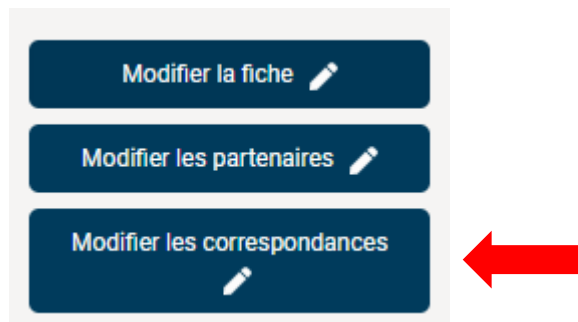 Modifier la fiche
Modifier les partenaires
Modifier les correspondances